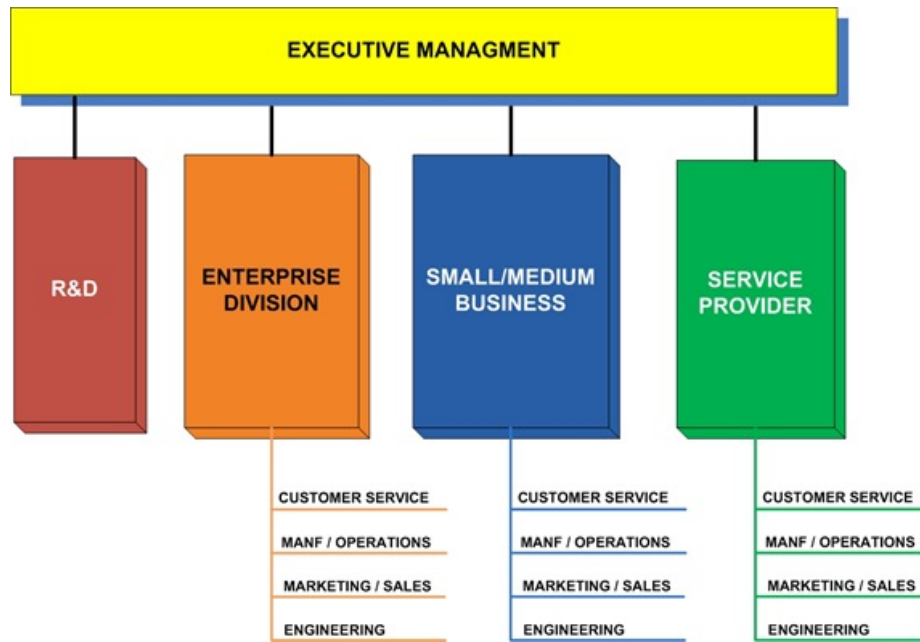 EXECUTIVE MANAGMENT
R&D
ENTERPRISE
DIVISION
SMALL/MEDIUM
BUSINESS
SERVICE
PROVIDER
CUSTOMER SERVICE
MANF / OPERATIONS
MARKETING / SALES
ENGINEERING
CUSTOMER SERVICE
MANF / OPERATIONS
MARKETING / SALES
ENGINEERING
CUSTOMER SERVICE
MANF / OPERATIONS
MARKETING / SALES
ENGINEERING